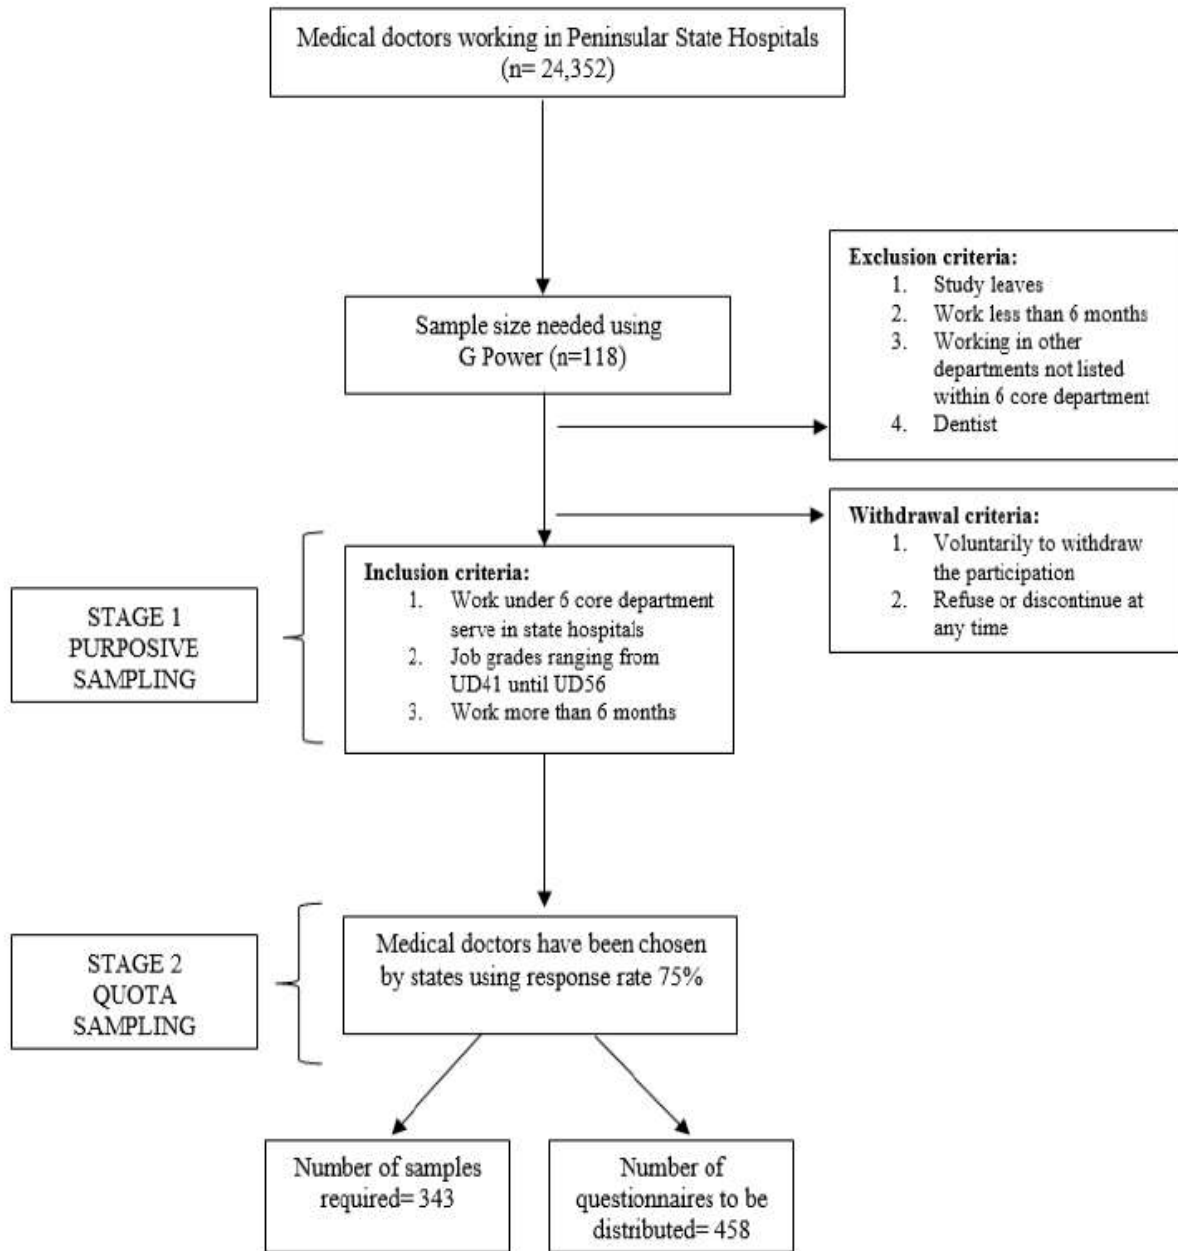 Medical doctors working in Peninsular State Hospitals
(n= 24,352)
Sample size needed using
G Power (n=118)
Exclusion criteria:
1. Study leaves
2. Work less than 6 months
3. Working in other
departments not listed
within 6 core department
4. Dentist
Withdrawal criteria:
1. Voluntarily to withdraw
the participation
2. Refuse or discontinue at
any time
STAGE 1
PURPOSIVE
SAMPLING
Inclusion criteria:
1. Work under 6 core department
serve in state hospitals
2. Job grades ranging from
UD41 until UD56
3. Work more than 6 months
STAGE 2
QUOTA
SAMPLING
Medical doctors have been chosen
by states using response rate 75%
Number of samples
required= 343
Number of
questionnaires to be
distributed= 458